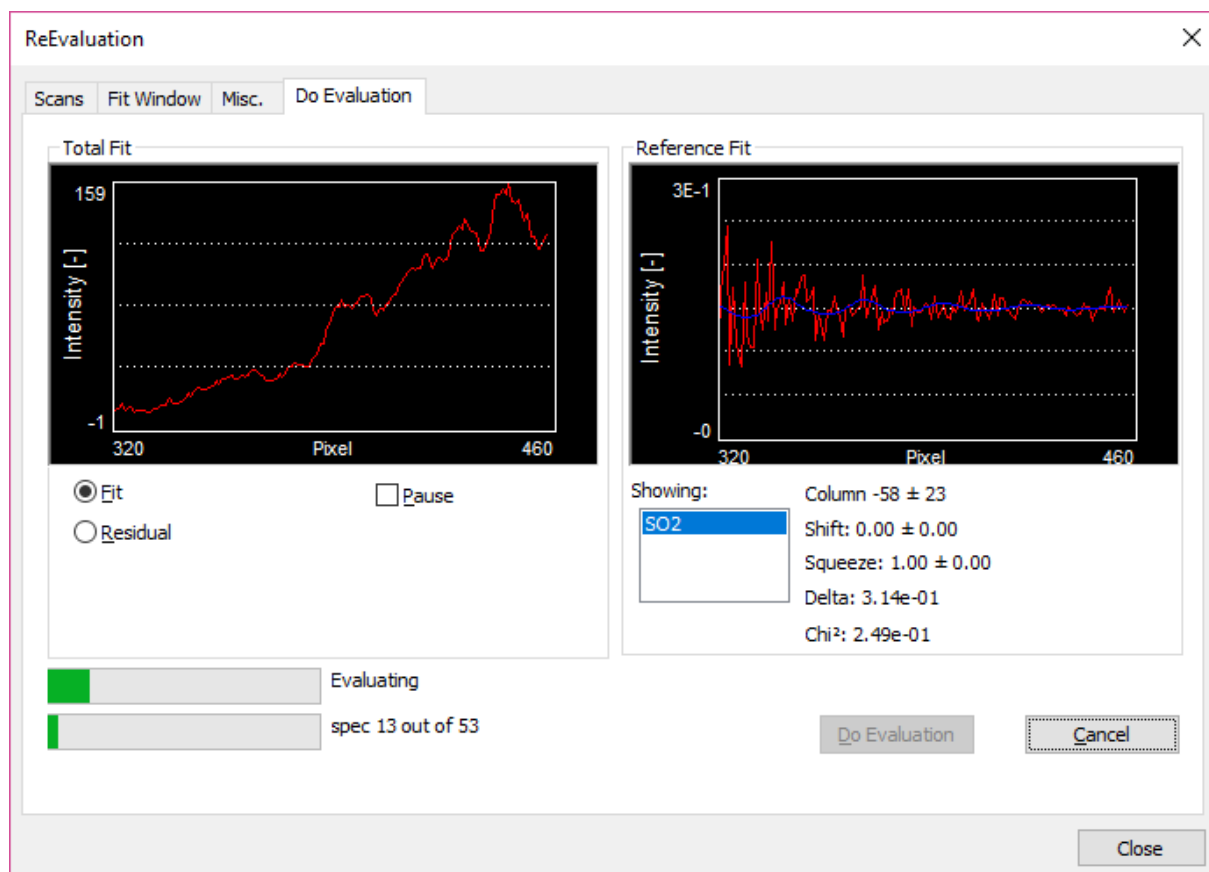 ReEvaluation
Scans Fit Window Misc. Do Evaluation
Total Fit
159
Intensity [-]
-1
320 Pixel 460
Fit
Pause
Residual
Reference Fit
3E-1
Intensity [-]
-0
320 Pixel 460
Showing:
SO2
Column -58 ± 23
Shift: 0.00 ± 0.00
Squeeze: 1.00 ± 0.00
Delta: 3.14e-01
Chi²: 2.49e-01
Evaluating
spec 13 out of 53
Do Evaluation Cancel
Close